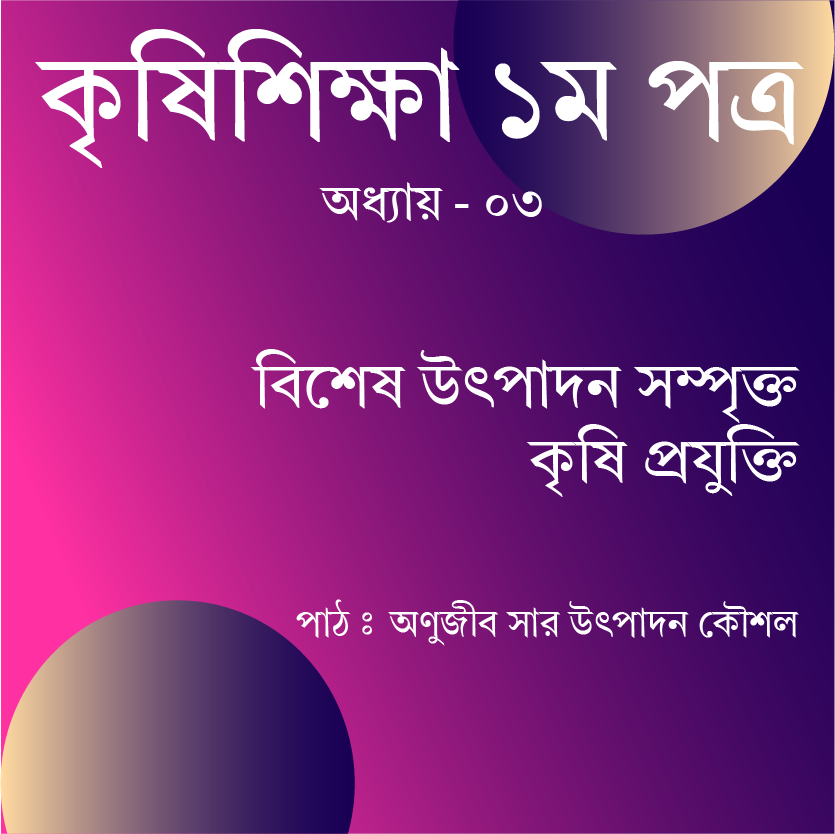 কৃষিশিক্ষা ১ম পত্র
অধ্যায় - ০৩
বিশেষ উৎপাদন সম্পৃক্ত
কৃষি প্রযুক্তি
পাঠ ঃ অণুজীব সার উৎপাদন কৌশল